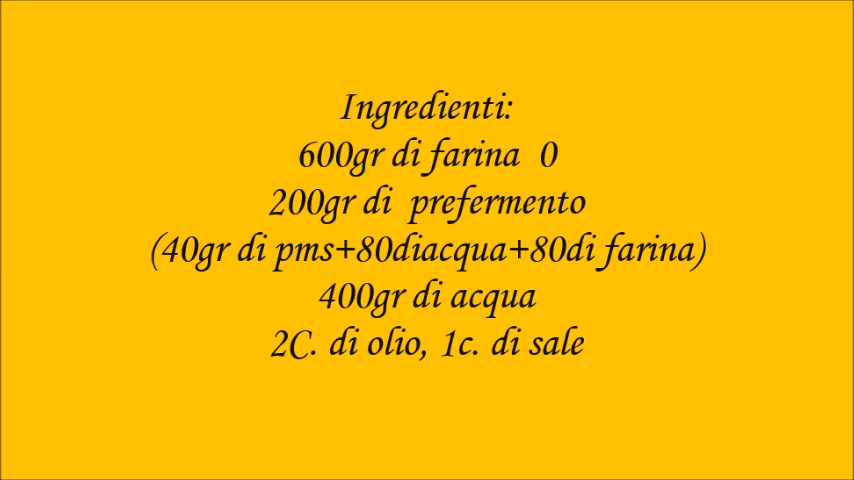 Ingredienti:
600gr di farina 0
200gr di prefermento
(40gr di pms+80diacqua+80di farina)
400gr di acqua
2C. di olio, 1c. di sale